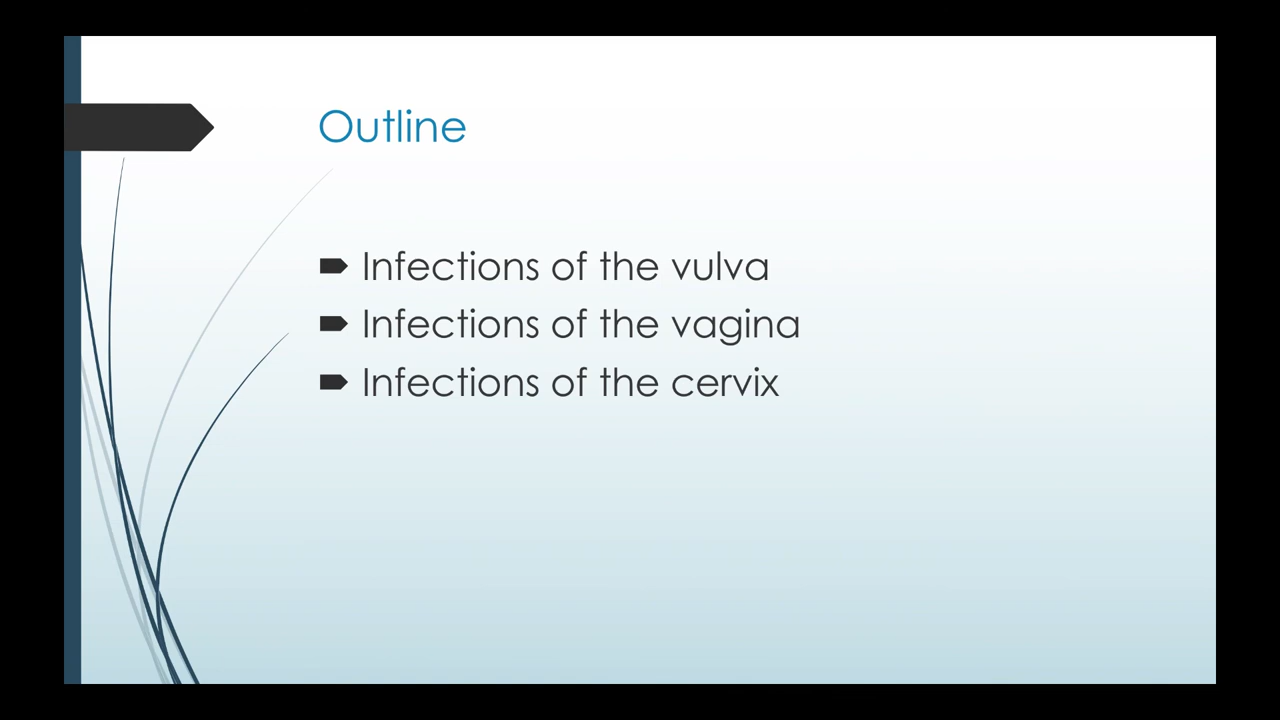 Outline
Infections of the vulva
Infections of the vagina
Infections of the cervix